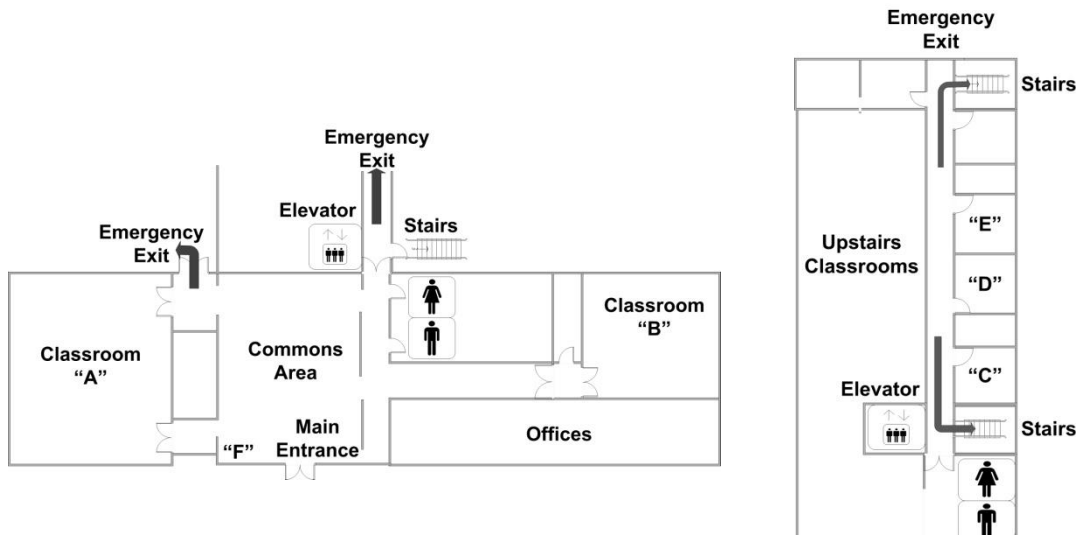 Emergency
Exit
Elevator
Stairs
Emergency
Exit
Classroom
“A”
Commons
Area
Classroom
“B”
“F”
Main
Entrance
Offices
Emergency
Exit
Stairs
“E”
Upstairs
Classrooms
“D”
“C”
Elevator
Stairs